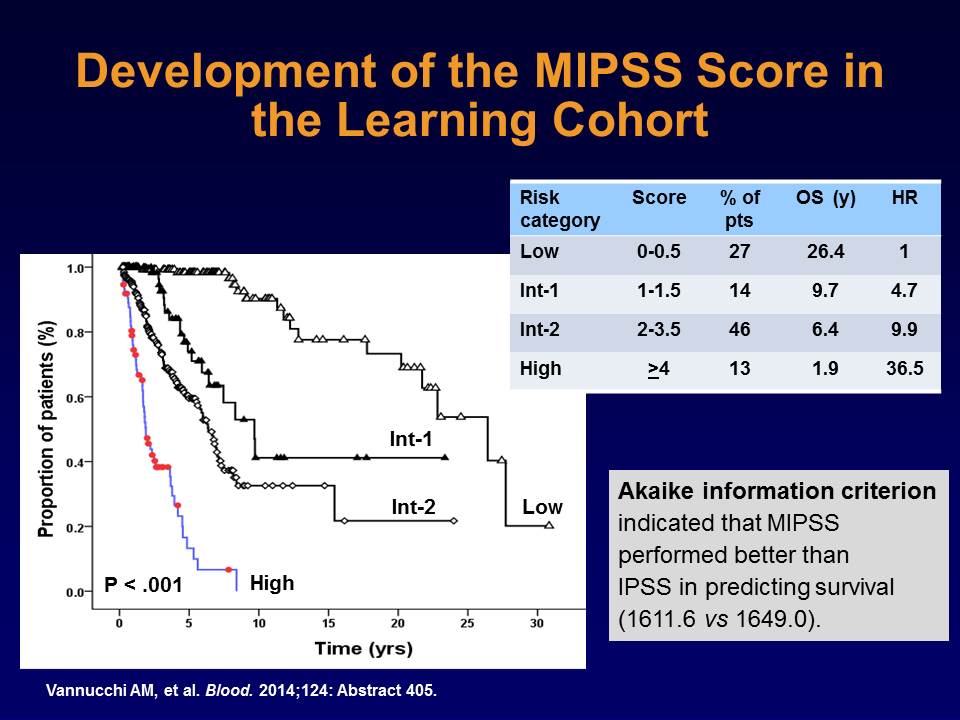 Development of the MIPSS Score in
the Learning Cohort
Risk category Score % of pts OS (y) HR
Low 0-0.5 27 26.4 1
Int-1 1-1.5 14 9.7 4.7
Int-2 2-3.5 46 6.4 9.9
High ≥4 13 1.9 36.5
Proportion of patients (%)
1.0
0.8
0.6
0.4
0.2
0.0
Int-1
Int-2
Low
High
P < .001
0 5 10 15 20 25 30
Time (yrs)
Akaike information criterion
indicated that MIPSS
performed better than
IPSS in predicting survival
(1611.6 vs 1649.0).
Vannucchi AM, et al. Blood. 2014;124: Abstract 405.